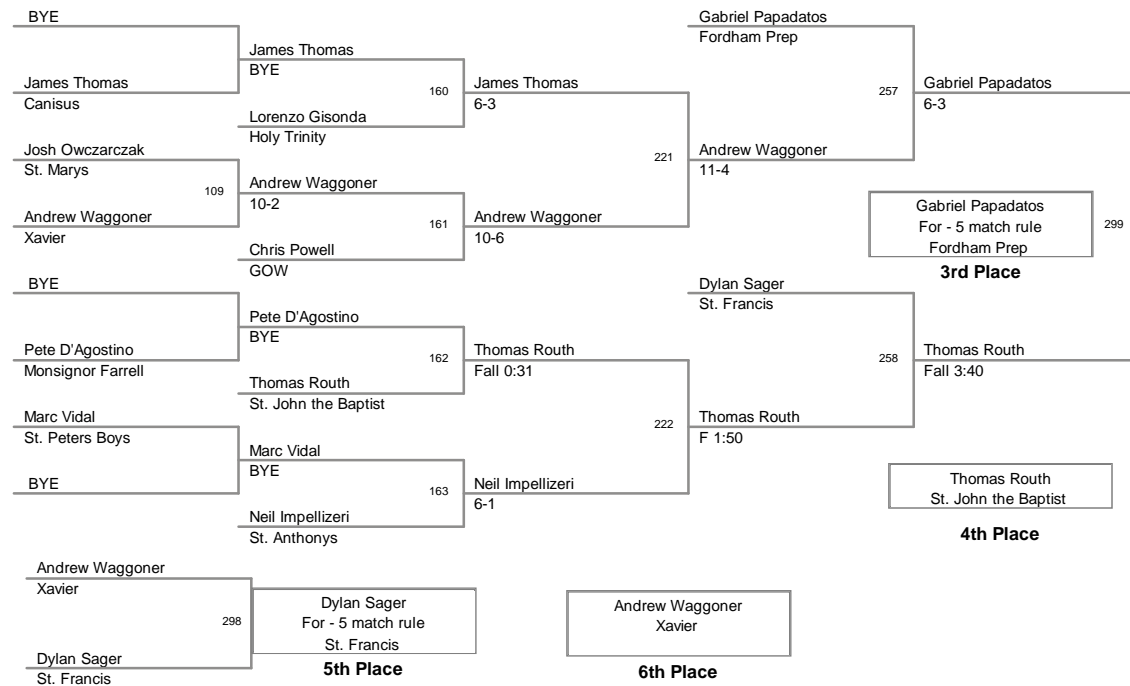 BYE
James Thomas
Canisus
Josh Owczarczak
St. Marys
109
Andrew Waggoner
Xavier
BYE
Pete D'Agostino
Monsignor Farrell
Marc Vidal
St. Peters Boys
BYE
James Thomas
BYE
160
Lorenzo Gisonda
Holy Trinity
Andrew Waggoner
10-2
161
Chris Powell
GOW
Pete D'Agostino
BYE
162
Thomas Routh
St. John the Baptist
Marc Vidal
BYE
163
Neil Impellizeri
St. Anthonys
James Thomas
6-3
221
Andrew Waggoner
10-6
Thomas Routh
Fall 0:31
222
Neil Impellizeri
6-1
Gabriel Papadatos
Fordham Prep
257
Andrew Waggoner
11-4
Dylan Sager
St. Francis
258
Thomas Routh
F 1:50
Gabriel Papadatos
6-3
Gabriel Papadatos
For - 5 match rule
Fordham Prep
299
3rd Place
Thomas Routh
Fall 3:40
Thomas Routh
St. John the Baptist
4th Place
Andrew Waggoner
Xavier
298
Dylan Sager
St. Francis
Dylan Sager
For - 5 match rule
St. Francis
5th Place
Andrew Waggoner
Xavier
6th Place